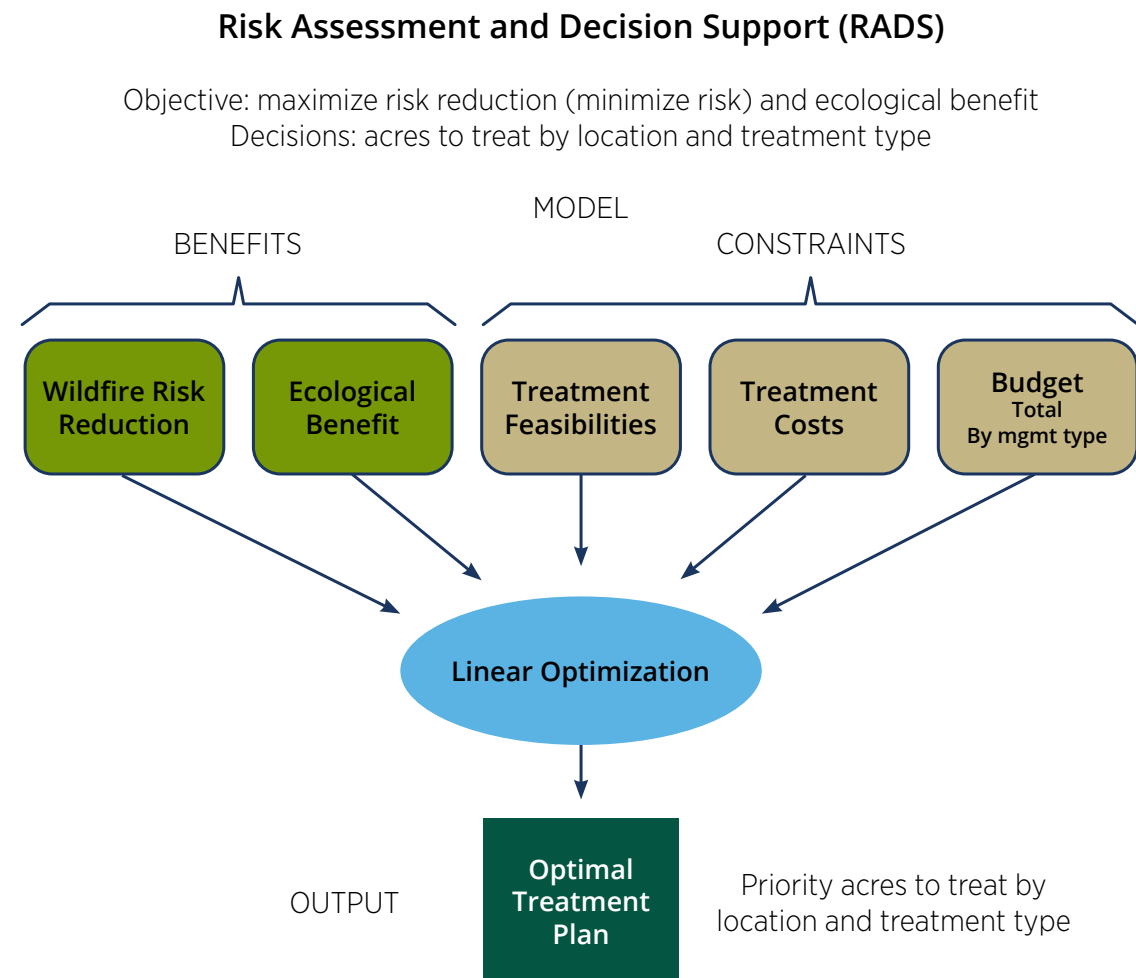 Risk Assessment and Decision Support (RADS)
Objective: maximize risk reduction (minimize risk) and ecological benefit
Decisions: acres to treat by location and treatment type
MODEL
BENEFITS
CONSTRAINTS
Wildfire Risk
Reduction
Ecological
Benefit
Treatment
Feasibilities
Treatment
Costs
Budget
Total
By mgmt type
Linear Optimization
OUTPUT
Optimal
Treatment
Plan
Priority acres to treat by
location and treatment type